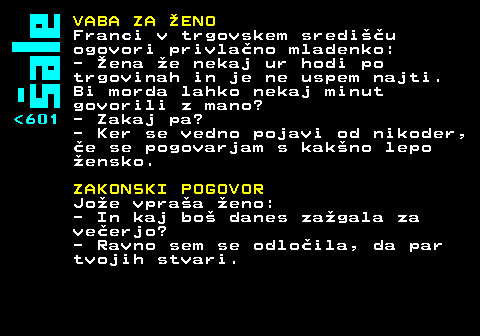 Šale
<601
VABA ZA ŽENO
Franci v trgovskem središču
ogovori privlačno mladenko:
- Žena že nekaj ur hodi po
trgovinah in je ne uspem najti.
Bi morda lahko nekaj minut
govorili z mano?
- Zakaj pa?
- Ker se vedno pojavi od nikoder,
če se pogovarjam s kakšno lepo
žensko.
ZAKONSKI POGOVOR
Jože vpraša ženo:
- In kaj boš danes zažgala za
večerjo?
- Ravno sem se odločila, da par
tvojih stvari.